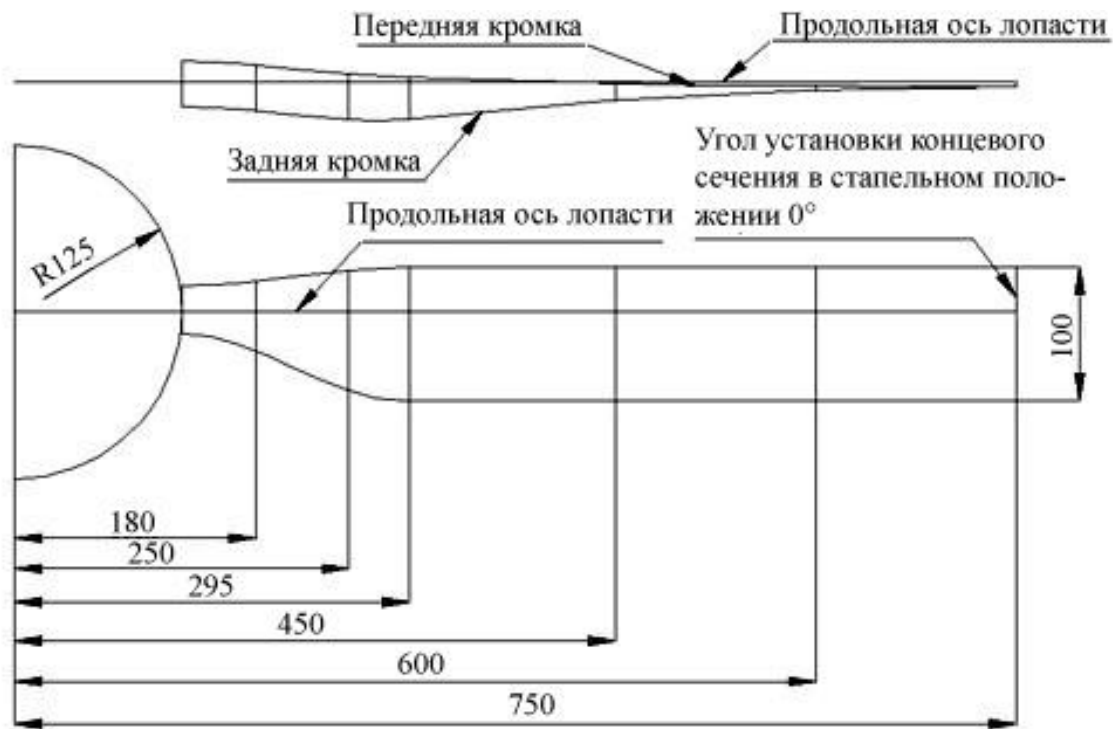 Передняя кромка
Продольная ось лопасти
Задняя кромка
Угол установки концевого
сечения в стапельном поло-
жении 0°
Продольная ось лопасти
R125
100
180
250
295
450
600
750